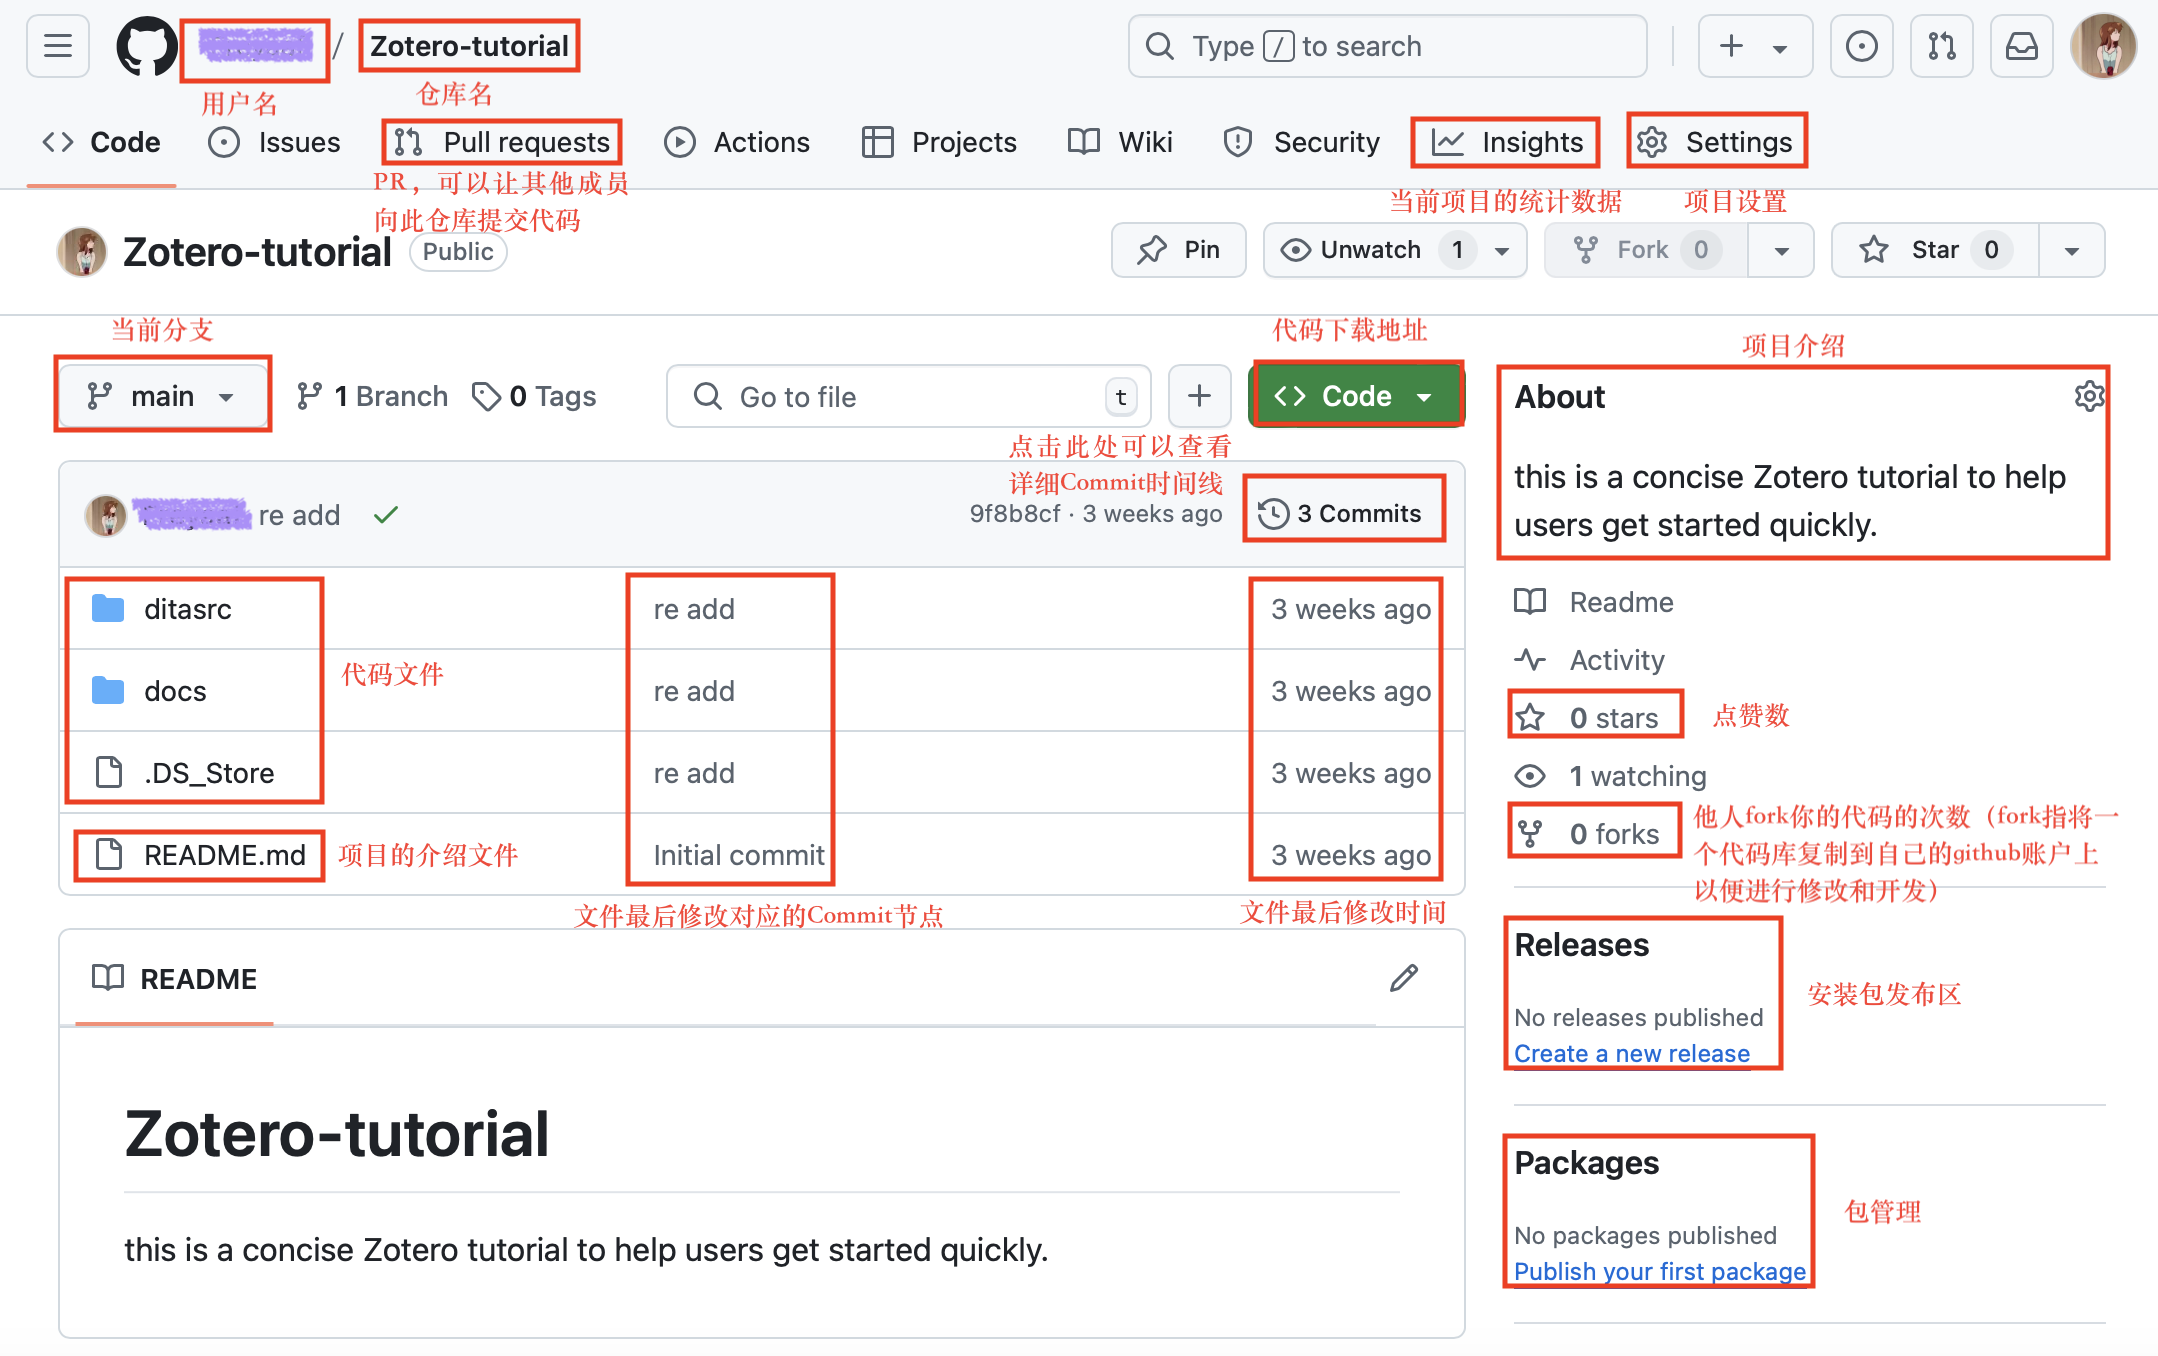 / Zotero-tutorial
Type / to search
用户名
仓库名
Code
Issues
Pull requests
Actions
Projects
Wiki
Security
Insights
Settings
PR，可以让其他成员
向此仓库提交代码
当前项目的统计数据
项目设置
Zotero-tutorial
Public
Pin
Unwatch 1
Fork 0
Star 0
当前分支
代码下载地址
项目介绍
main
1 Branch
0 Tags
Go to file
t
Code
About
点击此处可以查看
详细Commit时间线
this is a concise Zotero tutorial to help
users get started quickly.
re add
9f8b8cf · 3 weeks ago
3 Commits
ditasrc
re add
3 weeks ago
代码文件
docs
re add
3 weeks ago
.DS_Store
re add
3 weeks ago
README.md
项目的介绍文件
Initial commit
3 weeks ago
文件最后修改对应的Commit节点
文件最后修改时间
Readme
Activity
0 stars
点赞数
1 watching
0 forks
他人fork你的代码的次数（fork指将一
个代码库复制到自己的github账户上
以便进行修改和开发）
README
Releases
No releases published
Create a new release
安装包发布区
Zotero-tutorial
this is a concise Zotero tutorial to help users get started quickly.
Packages
No packages published
Publish your first package
包管理